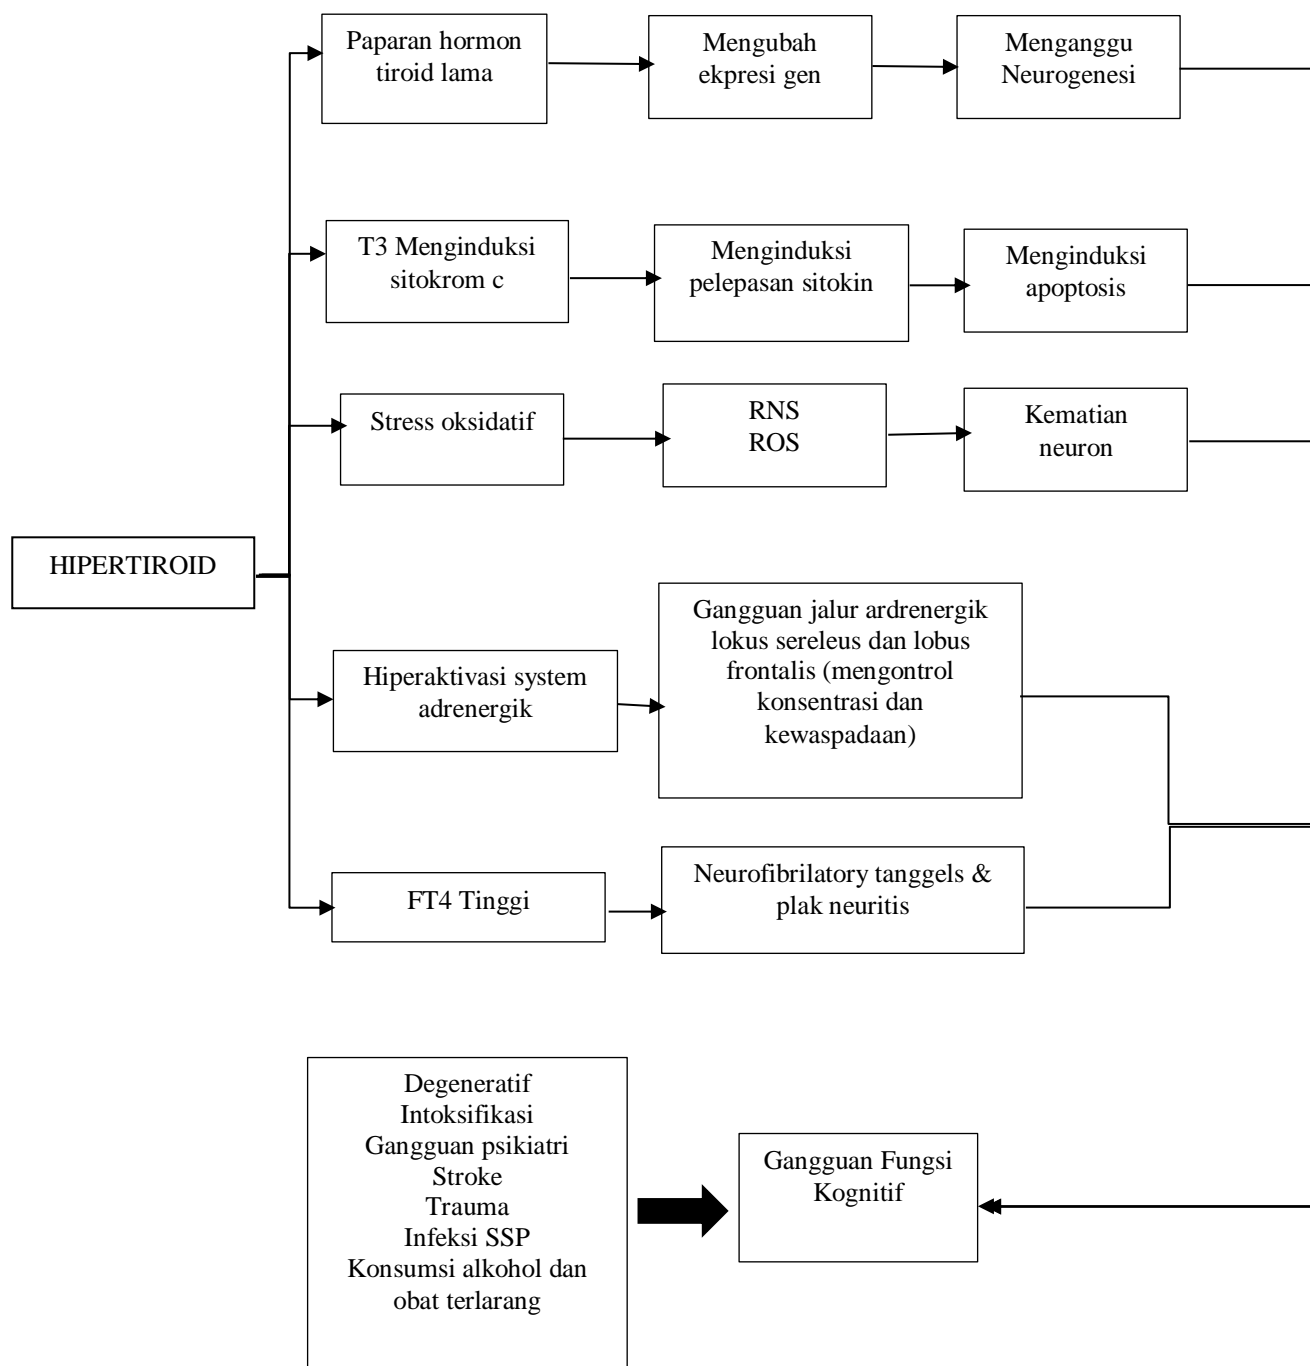 Paparan hormon
tiroid lama
Mengubah
ekpresi gen
Menganggu
Neurogenesi
T3 Menginduksi
sitokrom c
Menginduksi
pelepasan sitokin
Menginduksi
apoptosis
Stress oksidatif
RNS
ROS
Kematian
neuron
HIPERTIROID
Hiperaktivasi system
adrenergik
Gangguan jalur ardrenergik
lokus sereleus dan lobus
frontalis (mengontrol
konsentrasi dan
kewaspadaan)
FT4 Tinggi
Neurofibrilatory tanggels &
plak neuritis
Degeneratif
Intoksifikasi
Gangguan psikiatri
Stroke
Trauma
Infeksi SSP
Konsumsi alkohol dan
obat terlarang
Gangguan Fungsi
Kognitif